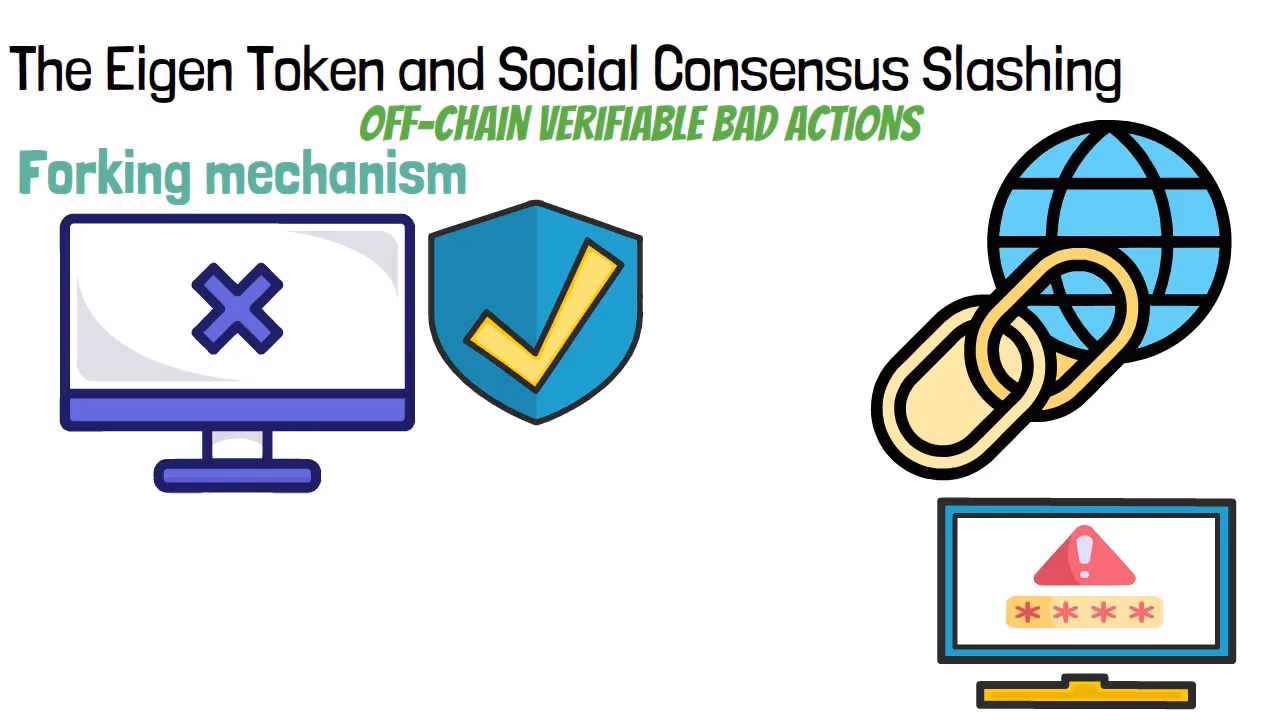 The Eigen Token and Social Consensus Slashing
OFF-CHAIN VERIFIABLE BAD ACTIONS
Forking mechanism
****